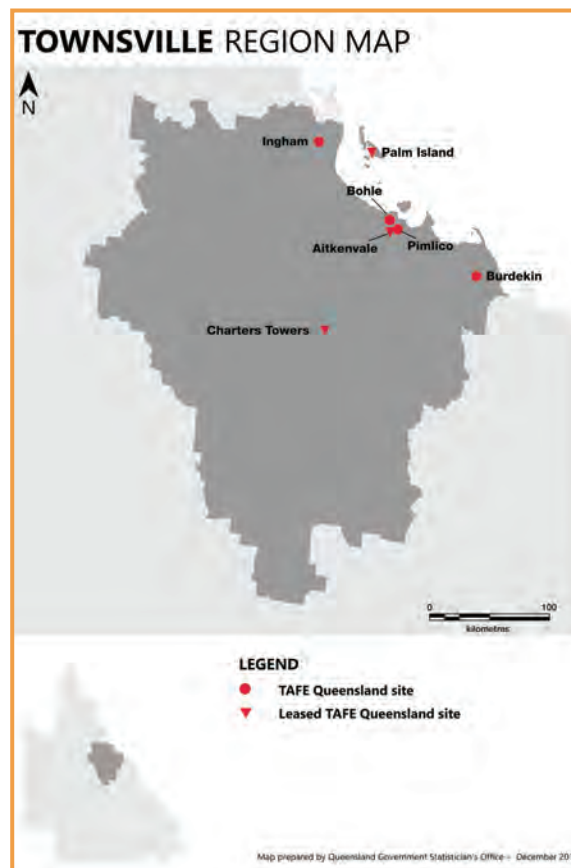 TOWNSVILLE REGION MAP
N
Ingham
Palm Island
Bohle
Aitkenvale
Pimlico
Burdekin
Charters Towers
0 100
kilometres
LEGEND
TAFE Queensland site
Leased TAFE Queensland site
Map prepared by Queensland Government Statistician's Office - December 20